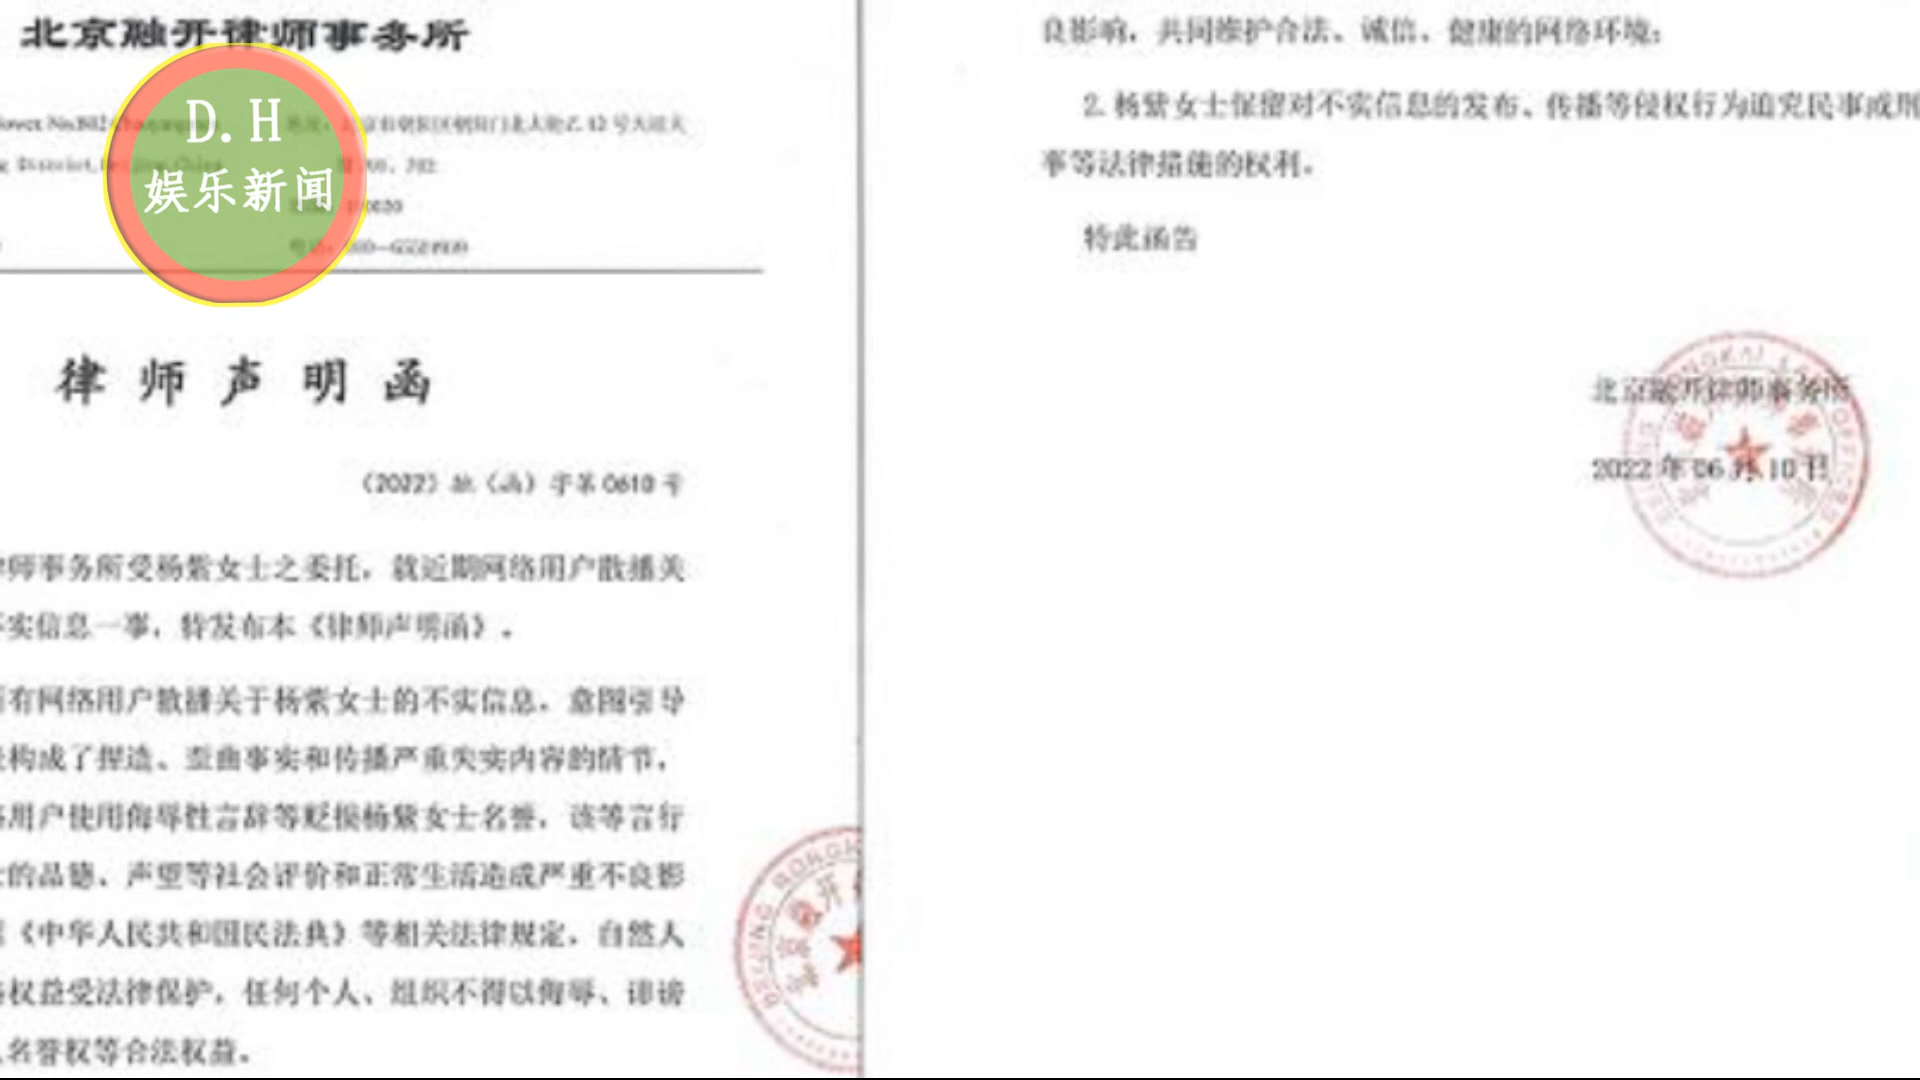 北京融开律师事务所
D.H
娱乐新闻
律师声明函
（2022）融（函）字第0610号
师事务所受杨紫女士之委托，就近期网络用户散播关
实信息一事，特发布本《律师声明函》。
有网络用户散播关于杨紫女士的不实信息，意图引导
构成了捏造、歪曲事实和传播严重失实内容的情节，
用户使用侮辱性言辞等贬损杨紫女士名誉，该等言行
的品德、声望等社会评价和正常生活造成严重不良影
《中华人民共和国民法典》等相关法律规定，自然人
权益受法律保护，任何个人、组织不得以侮辱、诽谤
名誉权等合法权益。
良影响，共同维护合法、诚信、健康的网络环境；
2.杨紫女士保留对不实信息的发布、传播等侵权行为追究民事或刑
事等法律措施的权利。
特此函告
北京融开律师事务所
2022年06月10日